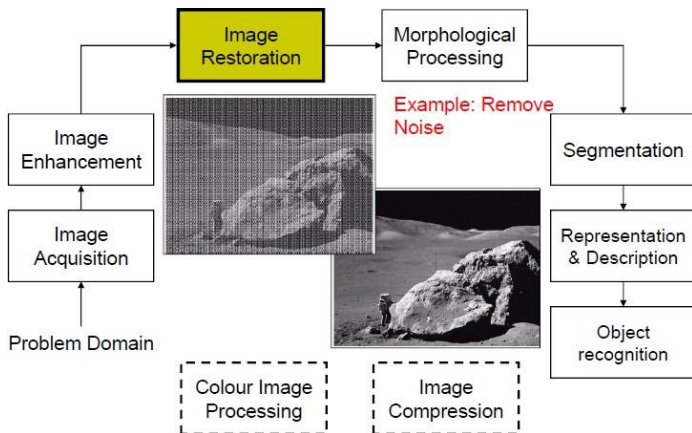 Image
Restoration
Morphological
Processing
Example: Remove
Noise
Image
Enhancement
Segmentation
Image
Acquisition
Representation
& Description
Problem Domain
Object
recognition
Colour Image
Processing
Image
Compression